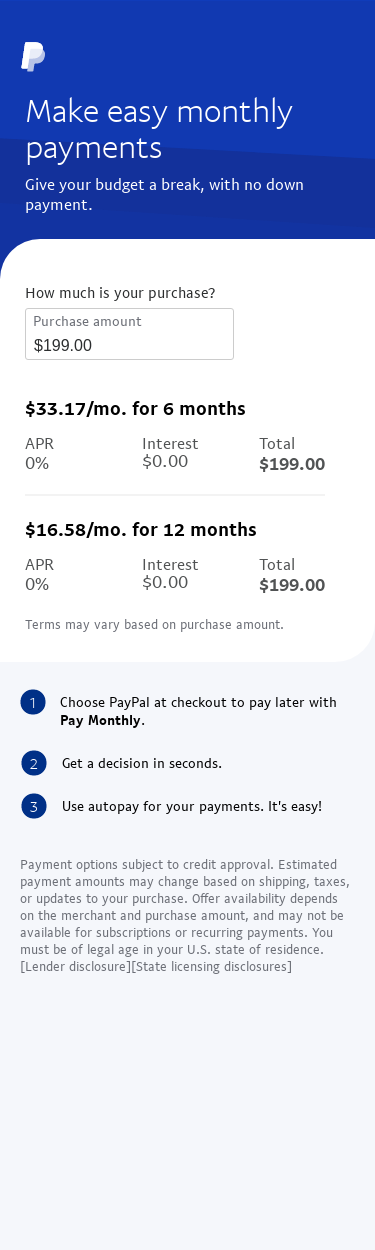 Make easy monthly
payments
Give your budget a break, with no down
payment.
How much is your purchase?
Purchase amount
$199.00
$33.17/mo. for 6 months
APR Interest Total
0% $0.00 $199.00
$16.58/mo. for 12 months
APR Interest Total
0% $0.00 $199.00
Terms may vary based on purchase amount.
1 Choose PayPal at checkout to pay later with
Pay Monthly.
2 Get a decision in seconds.
3 Use autopay for your payments. It's easy!
Payment options subject to credit approval. Estimated
payment amounts may change based on shipping, taxes,
or updates to your purchase. Offer availability depends
on the merchant and purchase amount, and may not be
available for subscriptions or recurring payments. You
must be of legal age in your U.S. state of residence.
[Lender disclosure][State licensing disclosures]